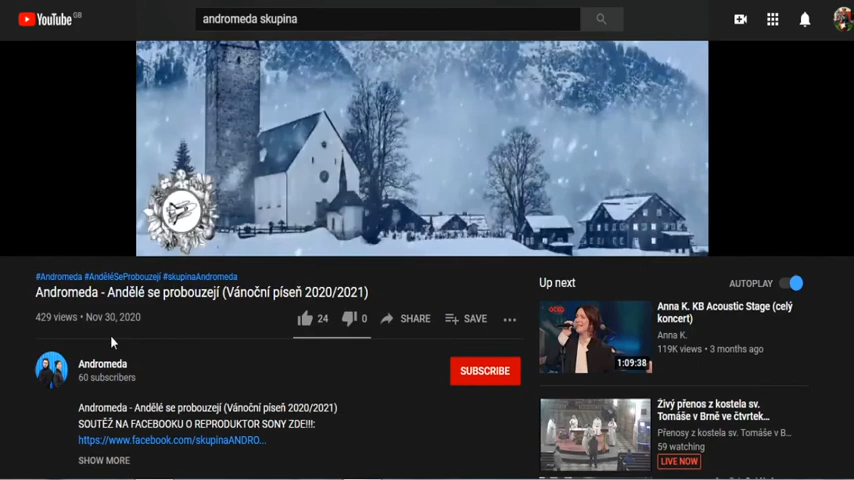 YouTube GB
andromeda skupina
#Andromeda #AnděléSeProbouzejí #skupinaAndromeda
Andromeda - Andělé se probouzejí (Vánoční píseň 2020/2021)
429 views • Nov 30, 2020
24
0
SHARE
SAVE
Andromeda
60 subscribers
SUBSCRIBE
Andromeda - Andělé se probouzejí (Vánoční píseň 2020/2021)
SOUTĚŽ NA FACEBOOKU O REPRODUKTOR SONY ZDE!!!:
https://www.facebook.com/skupinaANDRO...
SHOW MORE
Up next
AUTOPLAY
1:09:38
Anna K. KB Acoustic Stage (celý
koncert)
Anna K.
119K views • 3 months ago
Živý přenos z kostela sv.
Tomáše v Brně ve čtvrtek...
Přenosy z kostela sv. Tomáše v B...
59 watching
LIVE NOW